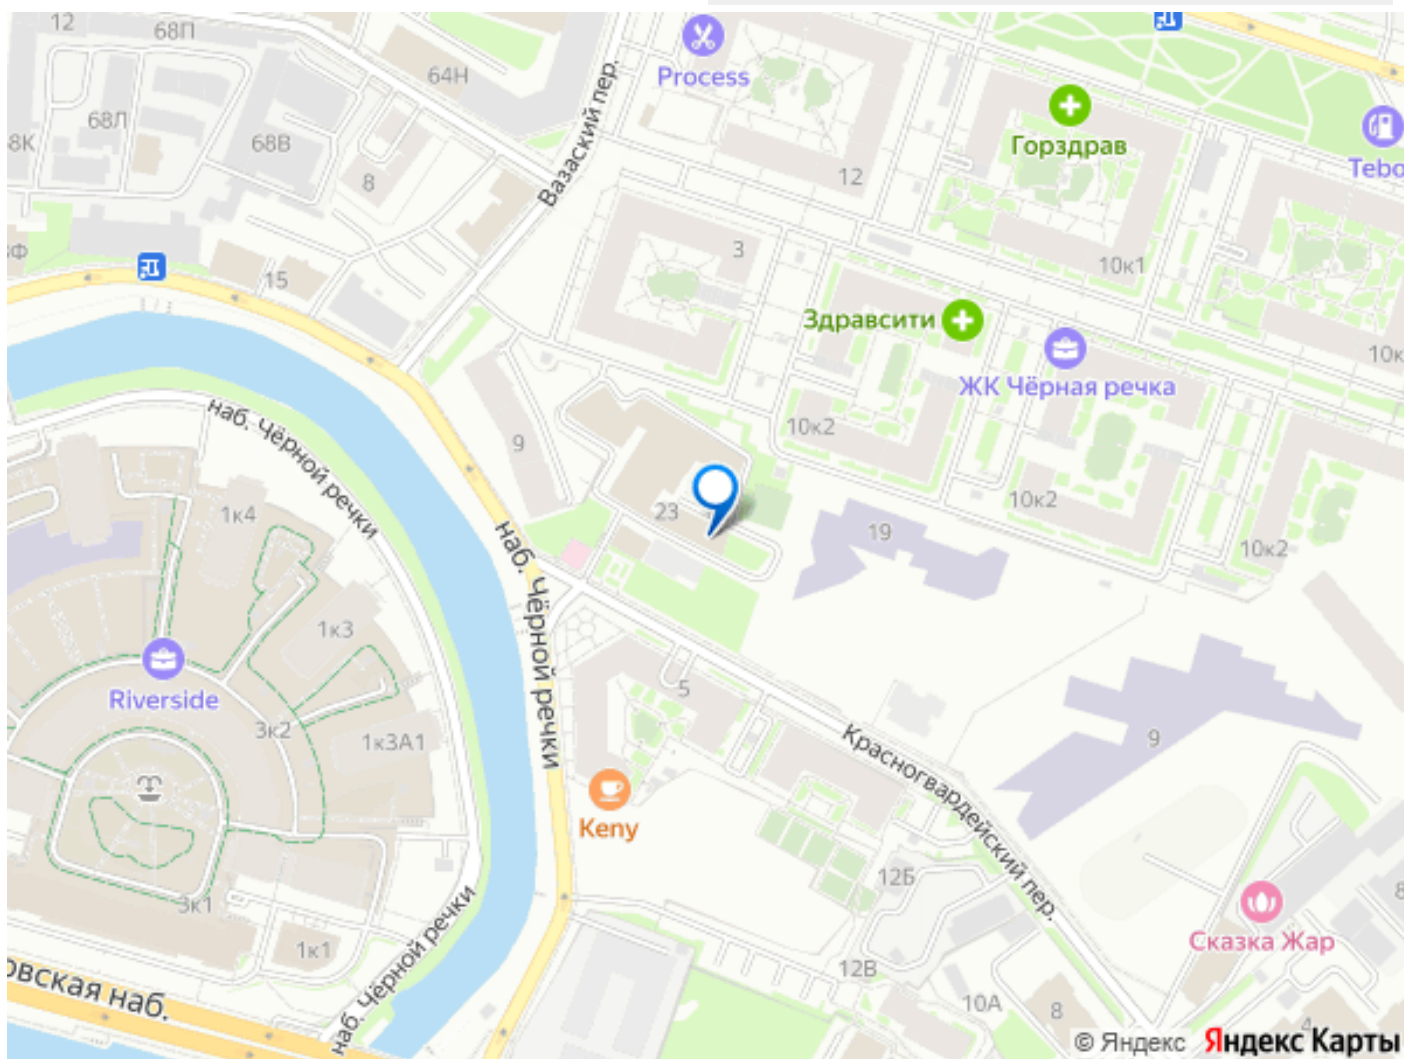 12
68П
64Н
Process
68Л
8К
68В
8
Вазаский пер.
12
Горздрав
Tebo
3
10к1
15
Здравсити
ЖК Чёрная речка
10к
наб. Чёрной речки
9
10к2
10к2
1к4
23
19
10к2
наб. Чёрной речки
1к3
Riverside
3к2
1к3А1
5
Красногвардейский пер.
9
Keny
12Б
3к1
1к1
наб. Чёрной речки
овская наб.
12В
10А
8
Сказка Жар
8
4
© Яндекс Яндекс Карты